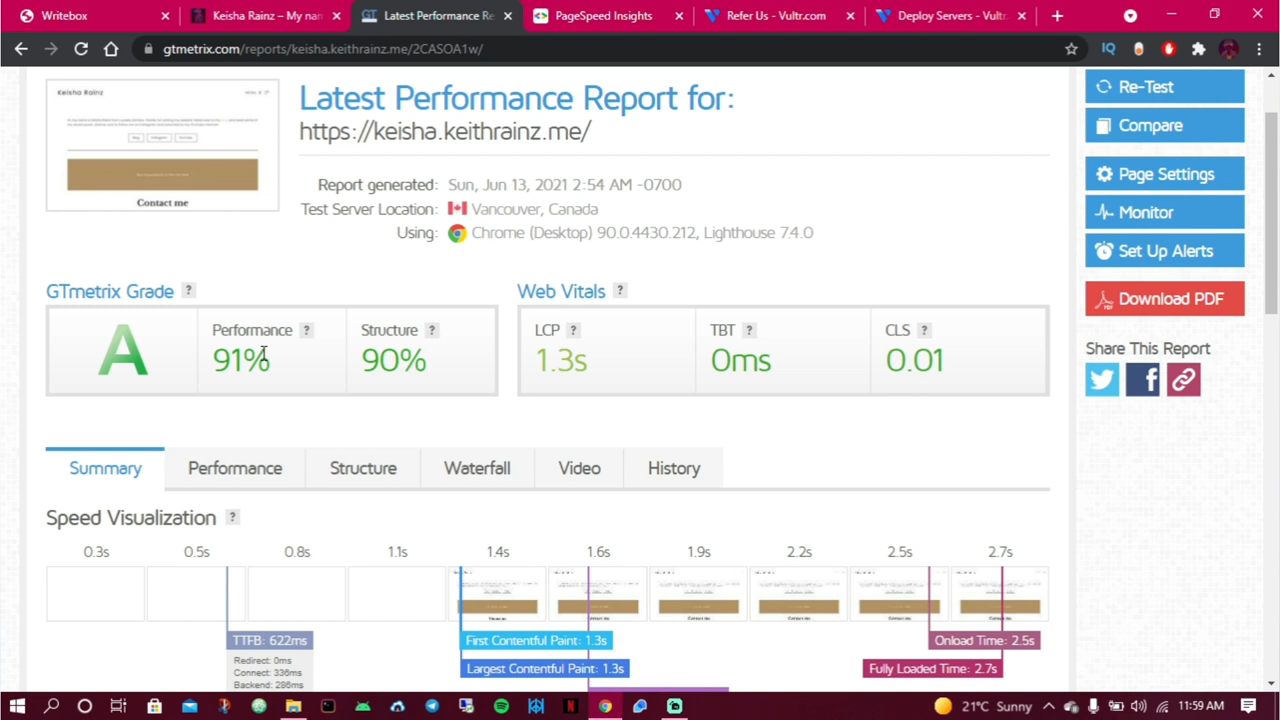 Writebox
Keisha Rainz – My nan
GT
Latest Performance Re
PageSpeed Insights
Refer Us - Vultr.com
Deploy Servers - Vultr.
gtmetrix.com/reports/keisha.keithrainz.me/2CASOA1w/
IQ
Keisha Rainz
Contact me
Latest Performance Report for:
https://keisha.keithrainz.me/
Report generated: Sun, Jun 13, 2021 2:54 AM -0700
Test Server Location: Vancouver, Canada
Using: Chrome (Desktop) 90.0.4430.212, Lighthouse 7.4.0
Re-Test
Compare
Page Settings
Monitor
Set Up Alerts
Download PDF
Share This Report
GTmetrix Grade ?
Web Vitals ?
A
Performance ?
91%
Structure ?
90%
LCP ?
1.3s
TBT ?
0ms
CLS ?
0.01
Summary Performance Structure Waterfall Video History
Speed Visualization ?
0.3s 0.5s 0.8s 1.1s 1.4s 1.6s 1.9s 2.2s 2.5s 2.7s
TTFB: 622ms
Redirect: 0ms
Connect: 336ms
Backend: 286ms
First Contentful Paint: 1.3s
Largest Contentful Paint: 1.3s
Onload Time: 2.5s
Fully Loaded Time: 2.7s
21°C Sunny
11:59 AM